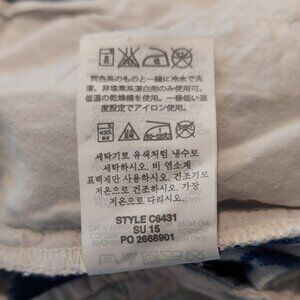 同色系のものと一緒に冷水で洗
濯。非塩素系漂白剤のみ使用可。
低温の乾燥機を使用。一番低い速
度設定でアイロン使用。
세탁기로 유색처럼 냉수로
세탁하시오. 비 염소계
표백제만 사용하시오. 건조기로
저온으로 건조하시오. 가장
저온으로 다리시오.
STYLE C6431
SU 15
PO 2668901